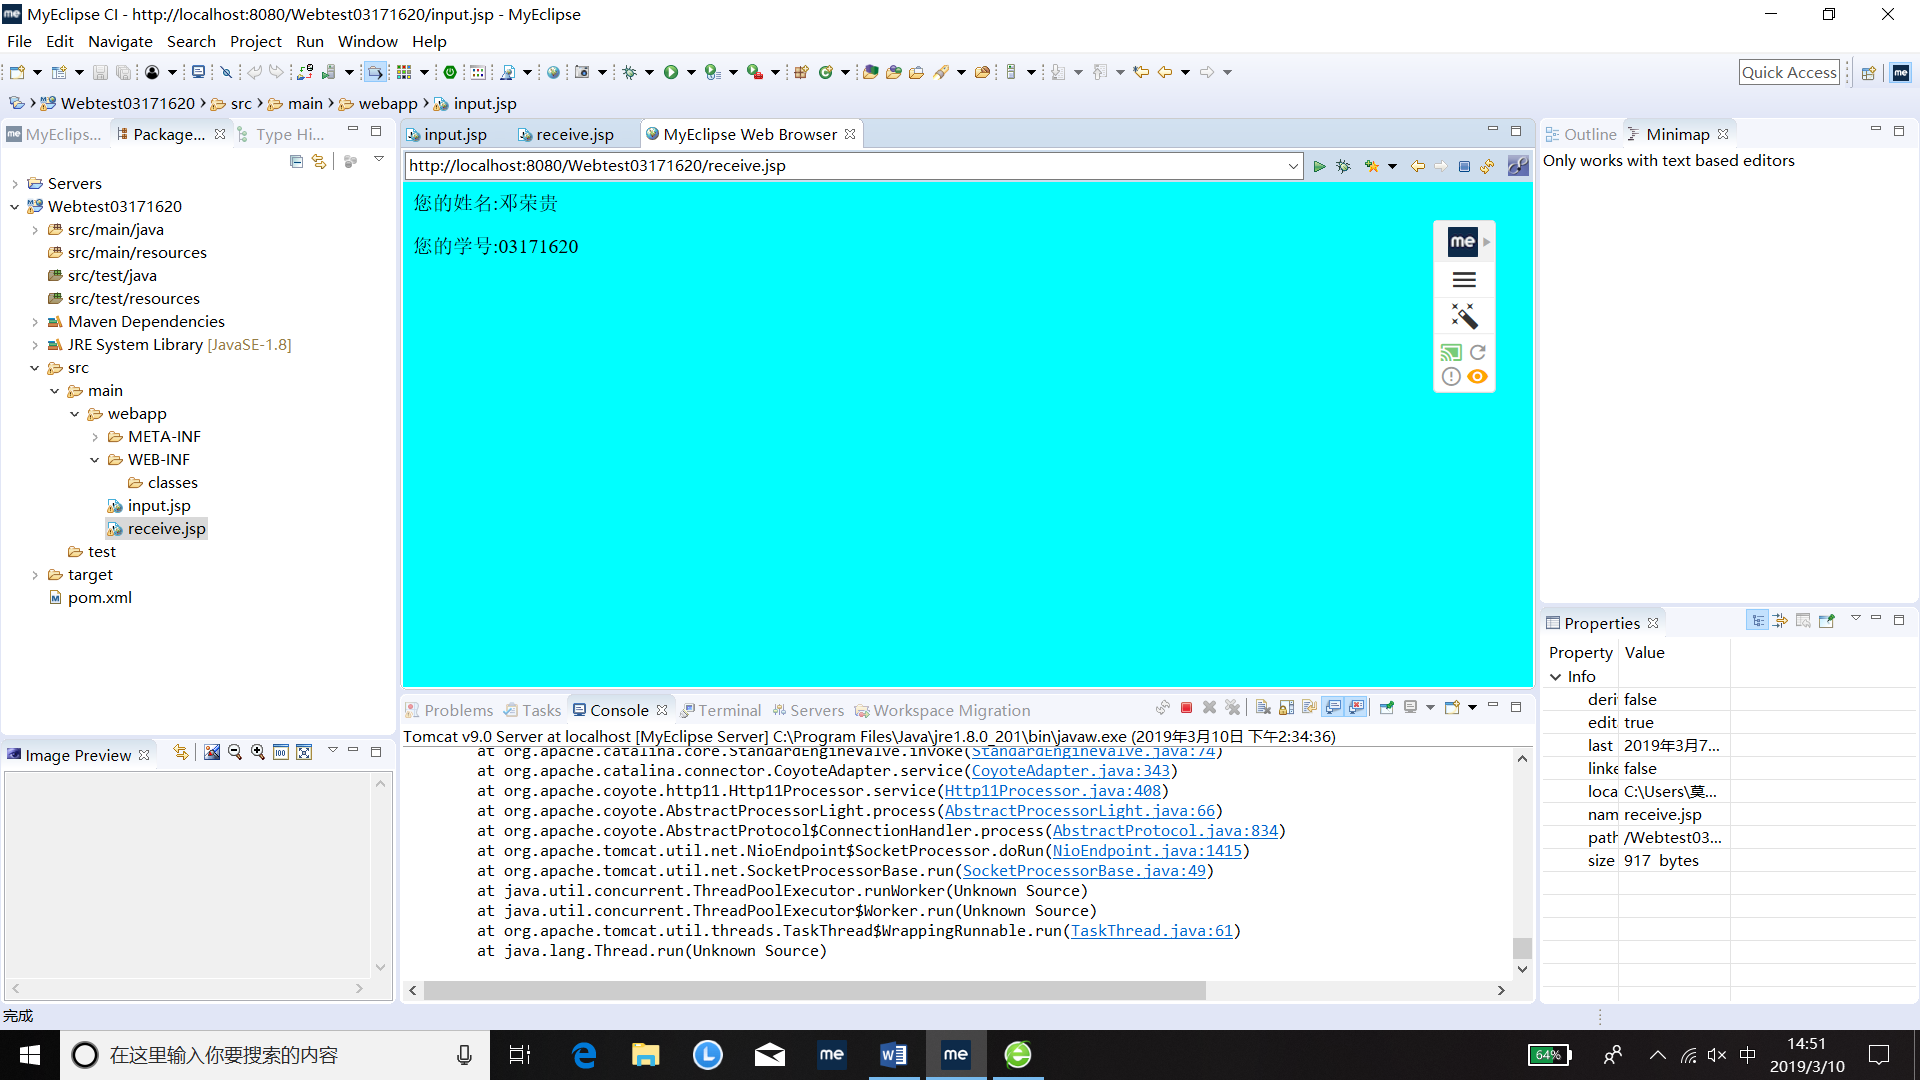 MyEclipse CI - http://localhost:8080/Webtest03171620/input.jsp - MyEclipse
File Edit Navigate Search Project Run Window Help
Quick Access
me
Webtest03171620 src main webapp input.jsp
MyEclips... Package... Type Hi...
Servers
Webtest03171620
src/main/java
src/main/resources
src/test/java
src/test/resources
Maven Dependencies
JRE System Library [JavaSE-1.8]
src
main
webapp
META-INF
WEB-INF
classes
input.jsp
receive.jsp
test
target
pom.xml
Image Preview
input.jsp receive.jsp MyEclipse Web Browser
http://localhost:8080/Webtest03171620/receive.jsp
您的姓名:邓荣贵
您的学号:03171620
me
Problems Tasks Console Terminal Servers Workspace Migration
Tomcat v9.0 Server at localhost [MyEclipse Server] C:\Program Files\Java\jre1.8.0_201\bin\javaw.exe (2019年3月10日 下午2:34:36)
at org.apache.catalina.core.StandardEngineValve.invoke(StandardEngineValve.java:74)
at org.apache.catalina.connector.CoyoteAdapter.service(CoyoteAdapter.java:343)
at org.apache.coyote.http11.Http11Processor.service(Http11Processor.java:408)
at org.apache.coyote.AbstractProcessorLight.process(AbstractProcessorLight.java:66)
at org.apache.coyote.AbstractProtocol$ConnectionHandler.process(AbstractProtocol.java:834)
at org.apache.tomcat.util.net.NioEndpoint$SocketProcessor.doRun(NioEndpoint.java:1415)
at org.apache.tomcat.util.net.SocketProcessorBase.run(SocketProcessorBase.java:49)
at java.util.concurrent.ThreadPoolExecutor.runWorker(Unknown Source)
at java.util.concurrent.ThreadPoolExecutor$Worker.run(Unknown Source)
at org.apache.tomcat.util.threads.TaskThread$WrappingRunnable.run(TaskThread.java:61)
at java.lang.Thread.run(Unknown Source)
Outline Minimap
Only works with text based editors
Properties
Property Value
Info
deri false
edit true
last 2019年3月7...
linke false
loca C:\Users\莫...
nam receive.jsp
path /Webtest03...
size 917 bytes
完成
在这里输入你要搜索的内容
me
me
64%
中
14:51
2019/3/10